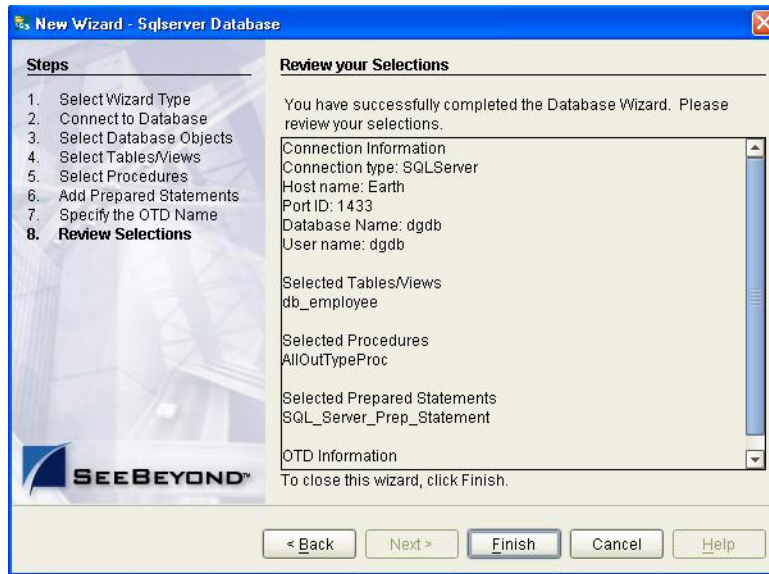 New Wizard - Sqlserver Database
Steps
1. Select Wizard Type
2. Connect to Database
3. Select Database Objects
4. Select Tables/Views
5. Select Procedures
6. Add Prepared Statements
7. Specify the OTD Name
8. Review Selections
SEEBEYOND™
Review your Selections
You have successfully completed the Database Wizard. Please
review your selections.
Connection Information
Connection type: SQLServer
Host name: Earth
Port ID: 1433
Database Name: dgdb
User name: dgdb
Selected Tables/Views
db_employee
Selected Procedures
AllOutTypeProc
Selected Prepared Statements
SQL_Server_Prep_Statement
OTD Information
To close this wizard, click Finish.
< Back Next > Finish Cancel Help